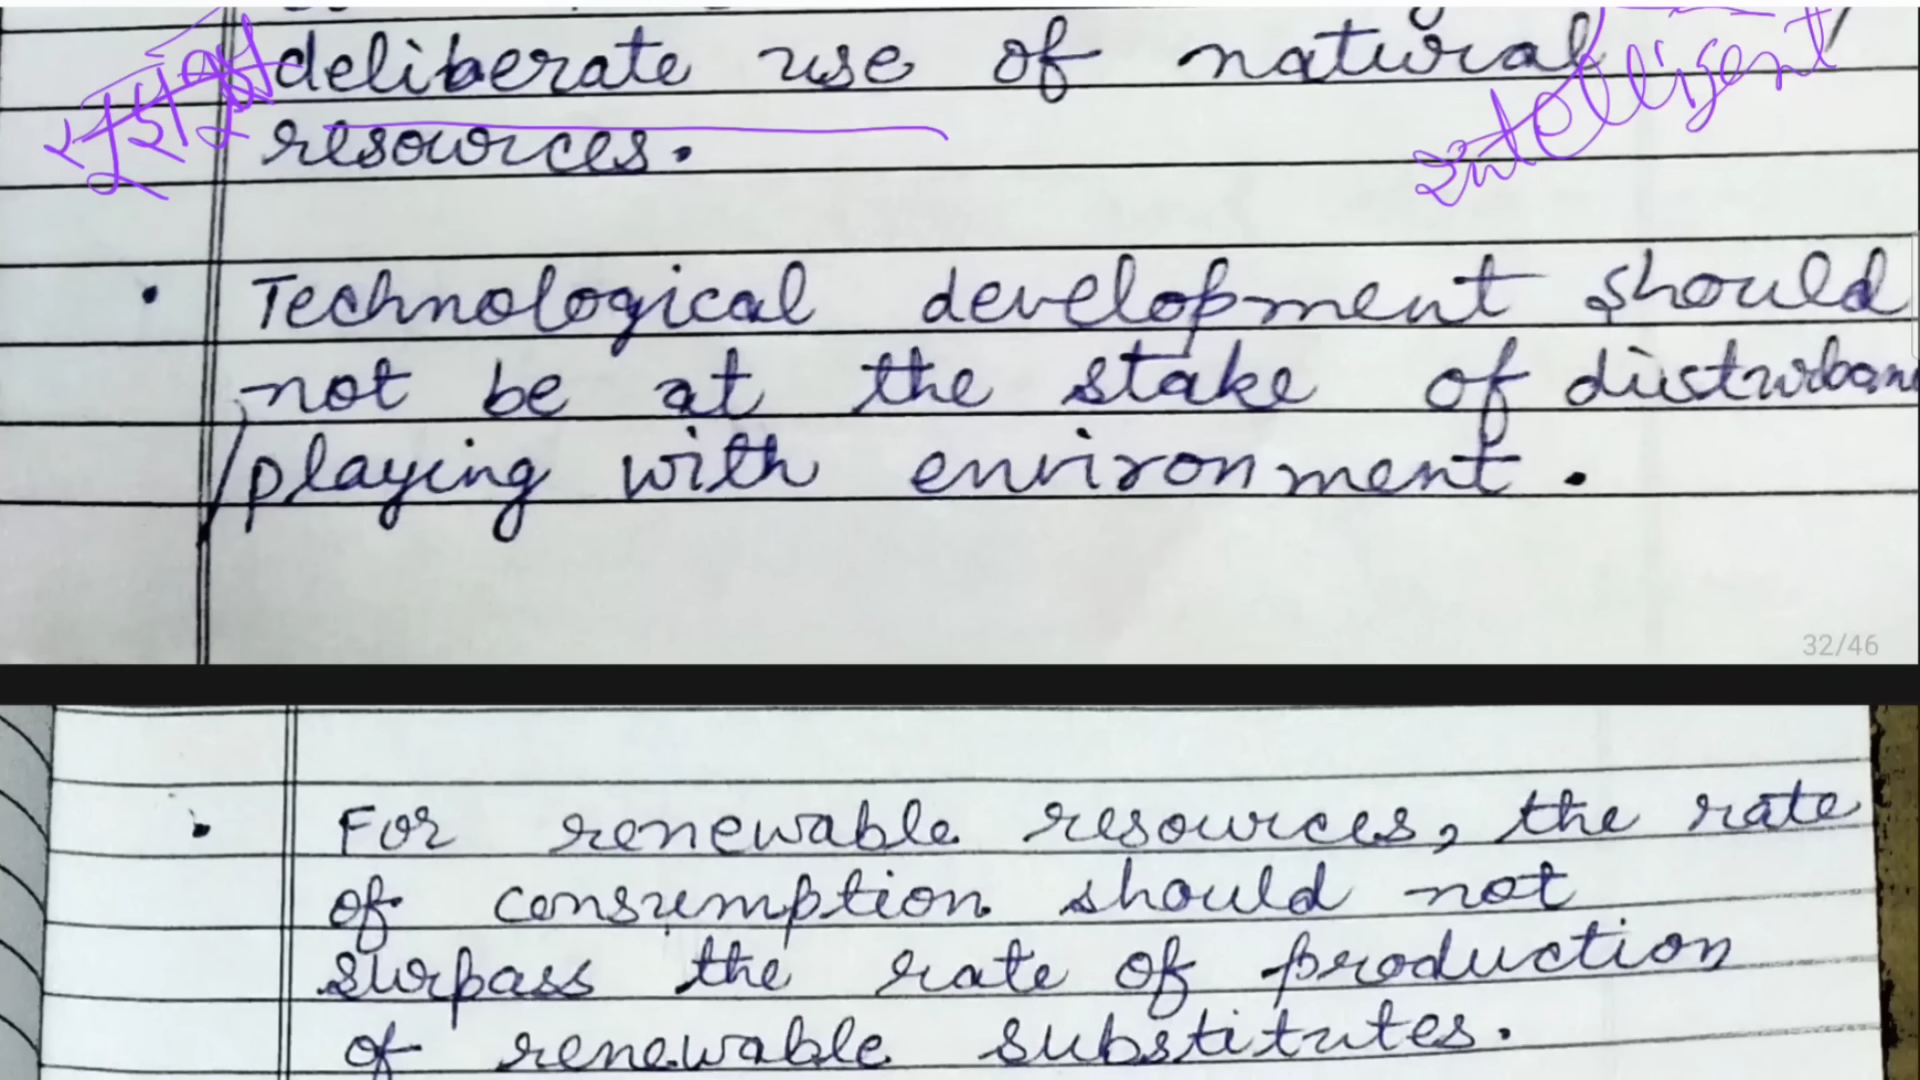 deliberate use of natural
intelligent
resources.
• Technological development should
not be at the stake of
playing with environment.
32/46
• For renewable resources, the rate
of consumption should not
surpass the rate of production
of renewable substitutes.